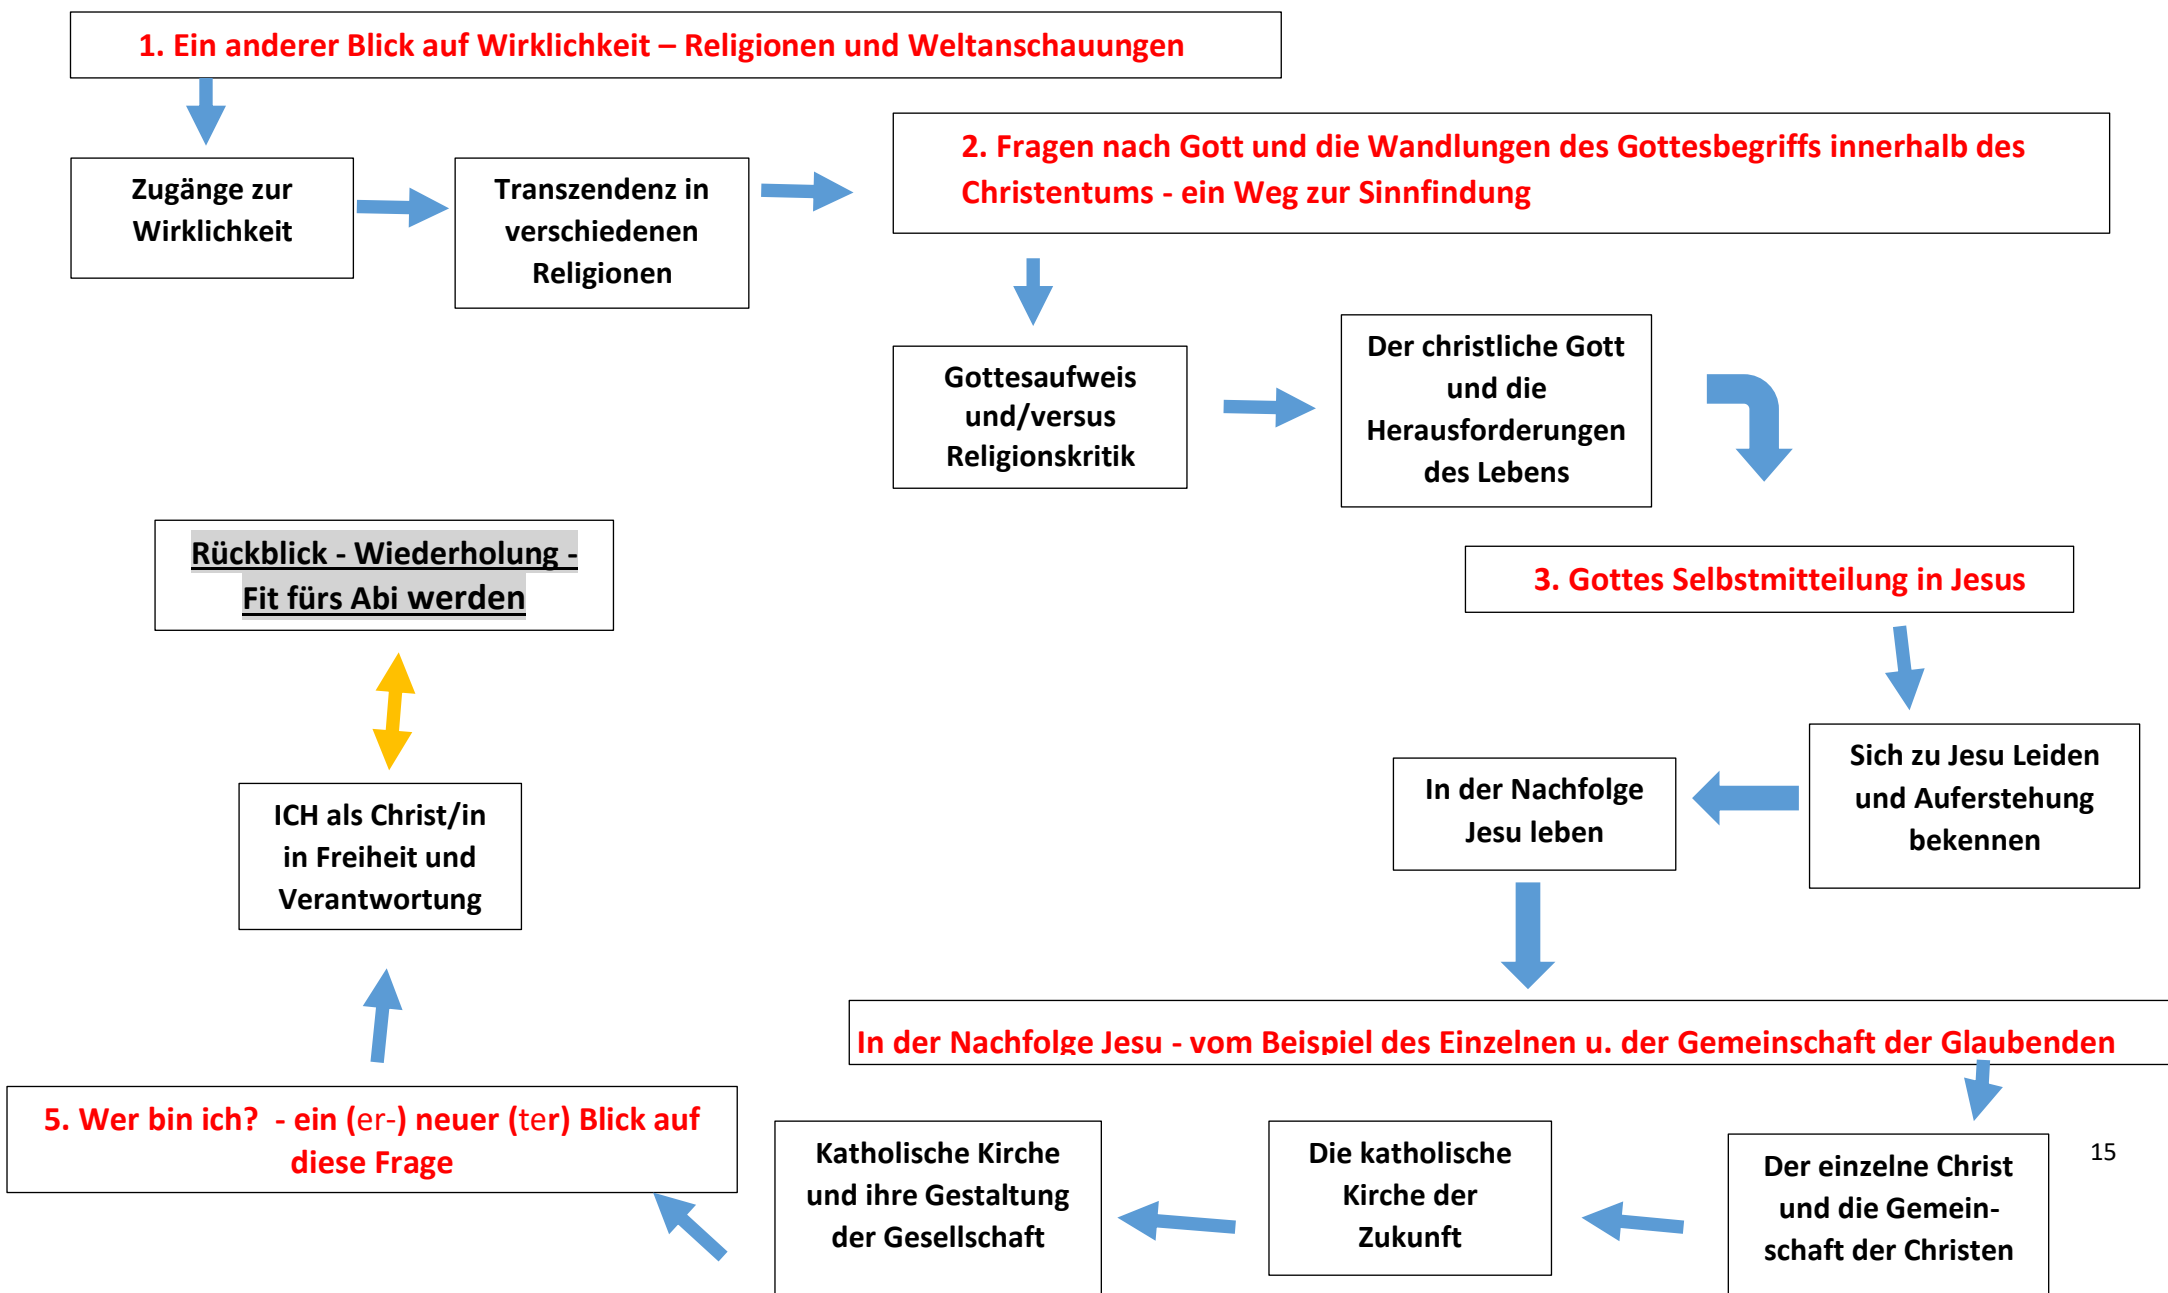 1. Ein anderer Blick auf Wirklichkeit – Religionen und Weltanschauungen
Zugänge zur
Wirklichkeit
Transzendenz in
verschiedenen
Religionen
2. Fragen nach Gott und die Wandlungen des Gottesbegriffs innerhalb des
Christentums - ein Weg zur Sinnfindung
Gottesaufweis
und/versus
Religionskritik
Der christliche Gott
und die
Herausforderungen
des Lebens
3. Gottes Selbstmitteilung in Jesus
Sich zu Jesu Leiden
und Auferstehung
bekennen
In der Nachfolge
Jesu leben
In der Nachfolge Jesu - vom Beispiel des Einzelnen u. der Gemeinschaft der Glaubenden
Der einzelne Christ
und die Gemein-
schaft der Christen
Die katholische
Kirche der
Zukunft
Katholische Kirche
und ihre Gestaltung
der Gesellschaft
5. Wer bin ich?  - ein (er-) neuer (ter) Blick auf
diese Frage
ICH als Christ/in
in Freiheit und
Verantwortung
Rückblick - Wiederholung -
Fit fürs Abi werden
15